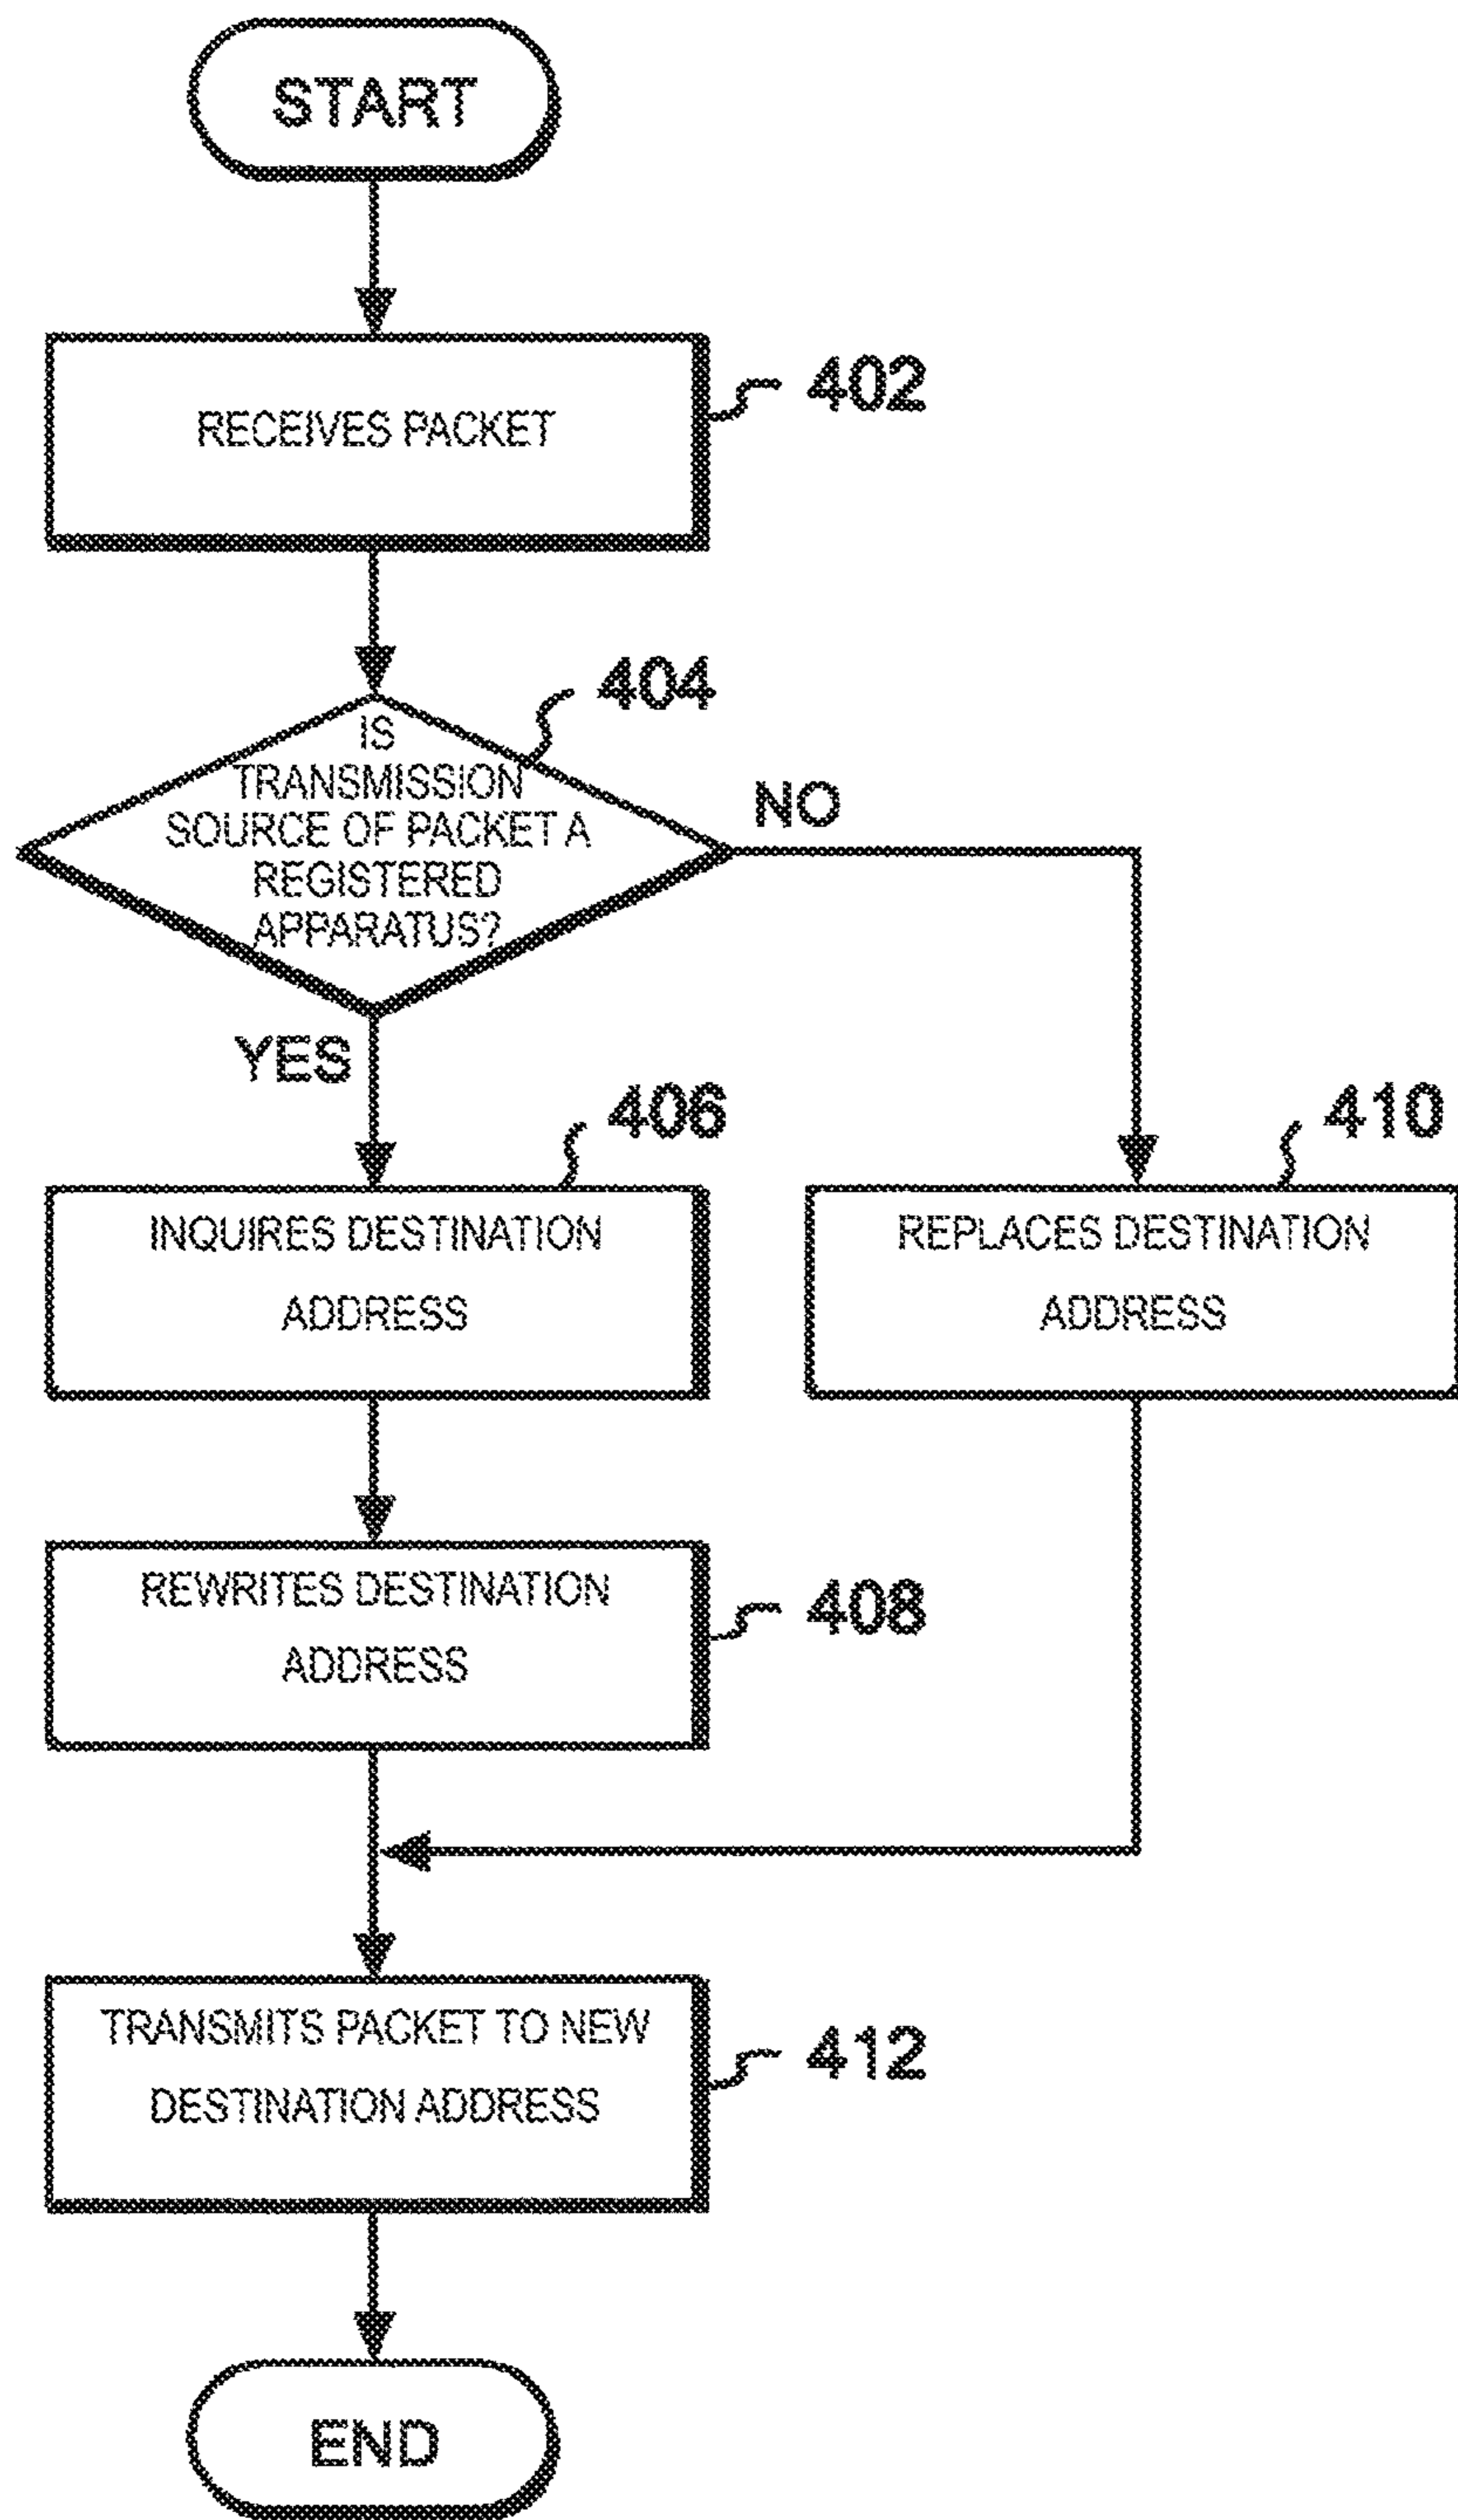 START
RECEIVES PACKET
402
404
IS
TRANSMISSION
SOURCE OF PACKET A
REGISTERED
APPARATUS?
NO
YES
406
INQUIRES DESTINATION
ADDRESS
410
REPLACES DESTINATION
ADDRESS
REWRITES DESTINATION
ADDRESS
408
TRANSMITS PACKET TO NEW
DESTINATION ADDRESS
412
END